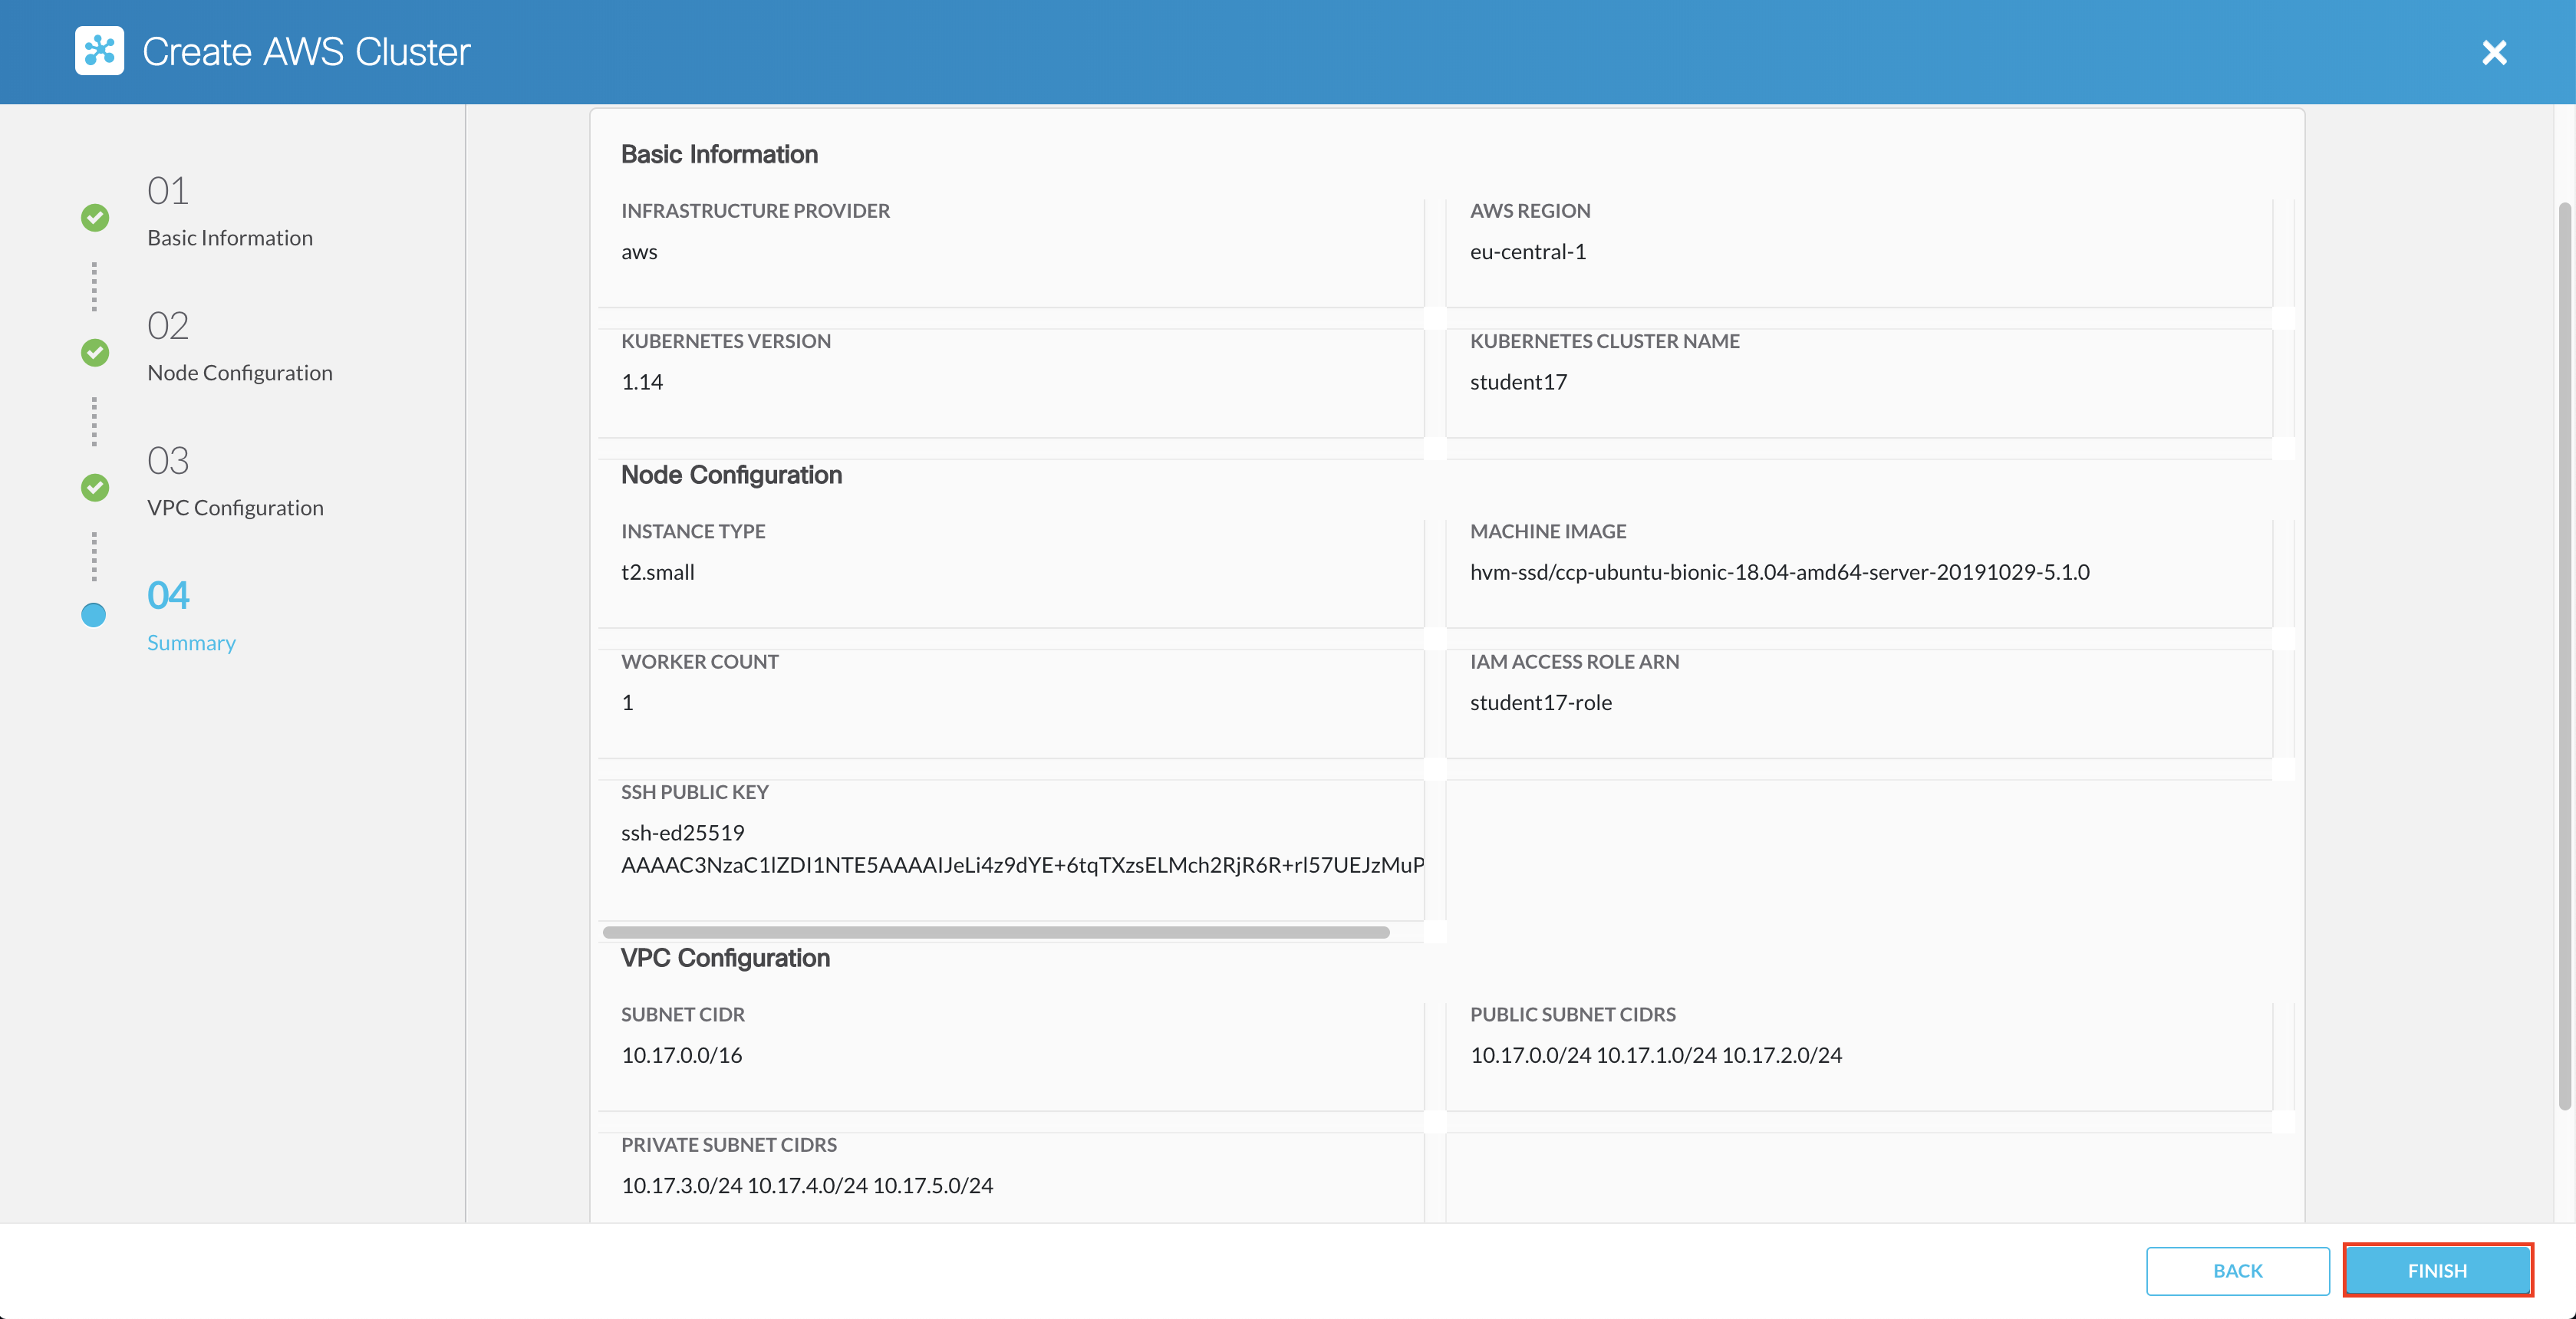 Create AWS Cluster
01
Basic Information
02
Node Configuration
03
VPC Configuration
04
Summary
Basic Information
INFRASTRUCTURE PROVIDER
aws
AWS REGION
eu-central-1
KUBERNETES VERSION
1.14
KUBERNETES CLUSTER NAME
student17
Node Configuration
INSTANCE TYPE
t2.small
MACHINE IMAGE
hvm-ssd/ccp-ubuntu-bionic-18.04-amd64-server-20191029-5.1.0
WORKER COUNT
1
IAM ACCESS ROLE ARN
student17-role
SSH PUBLIC KEY
ssh-ed25519
AAAAC3NzaC1lZDI1NTE5AAAAIJeLi4z9dYE+6tqTXzsELMch2RjR6R+rl57UEJzMuP
VPC Configuration
SUBNET CIDR
10.17.0.0/16
PUBLIC SUBNET CIDRS
10.17.0.0/24 10.17.1.0/24 10.17.2.0/24
PRIVATE SUBNET CIDRS
10.17.3.0/24 10.17.4.0/24 10.17.5.0/24
BACK
FINISH